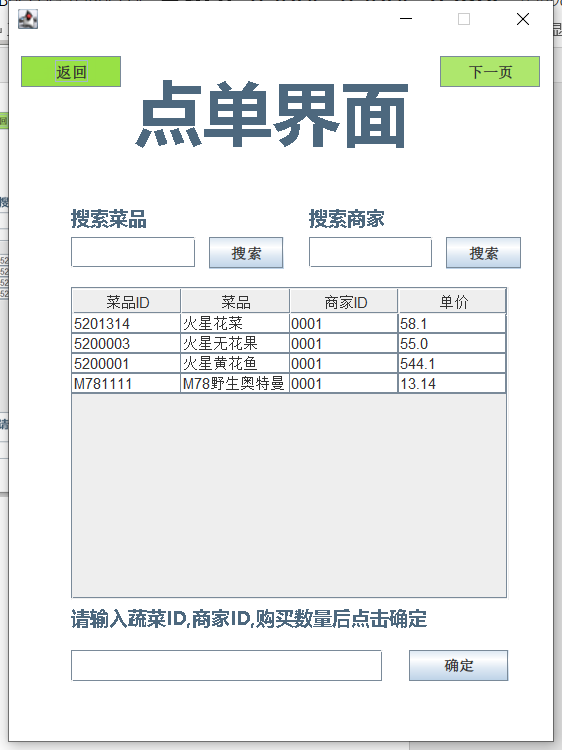 返回
下一页
点单界面
搜索菜品
搜索商家
搜索
搜索
菜品ID 菜品 商家ID 单价
5201314 火星花菜 0001 58.1
5200003 火星无花果 0001 55.0
5200001 火星黄花鱼 0001 544.1
M781111 M78野生奥特曼 0001 13.14
请输入蔬菜ID,商家ID,购买数量后点击确定
确定